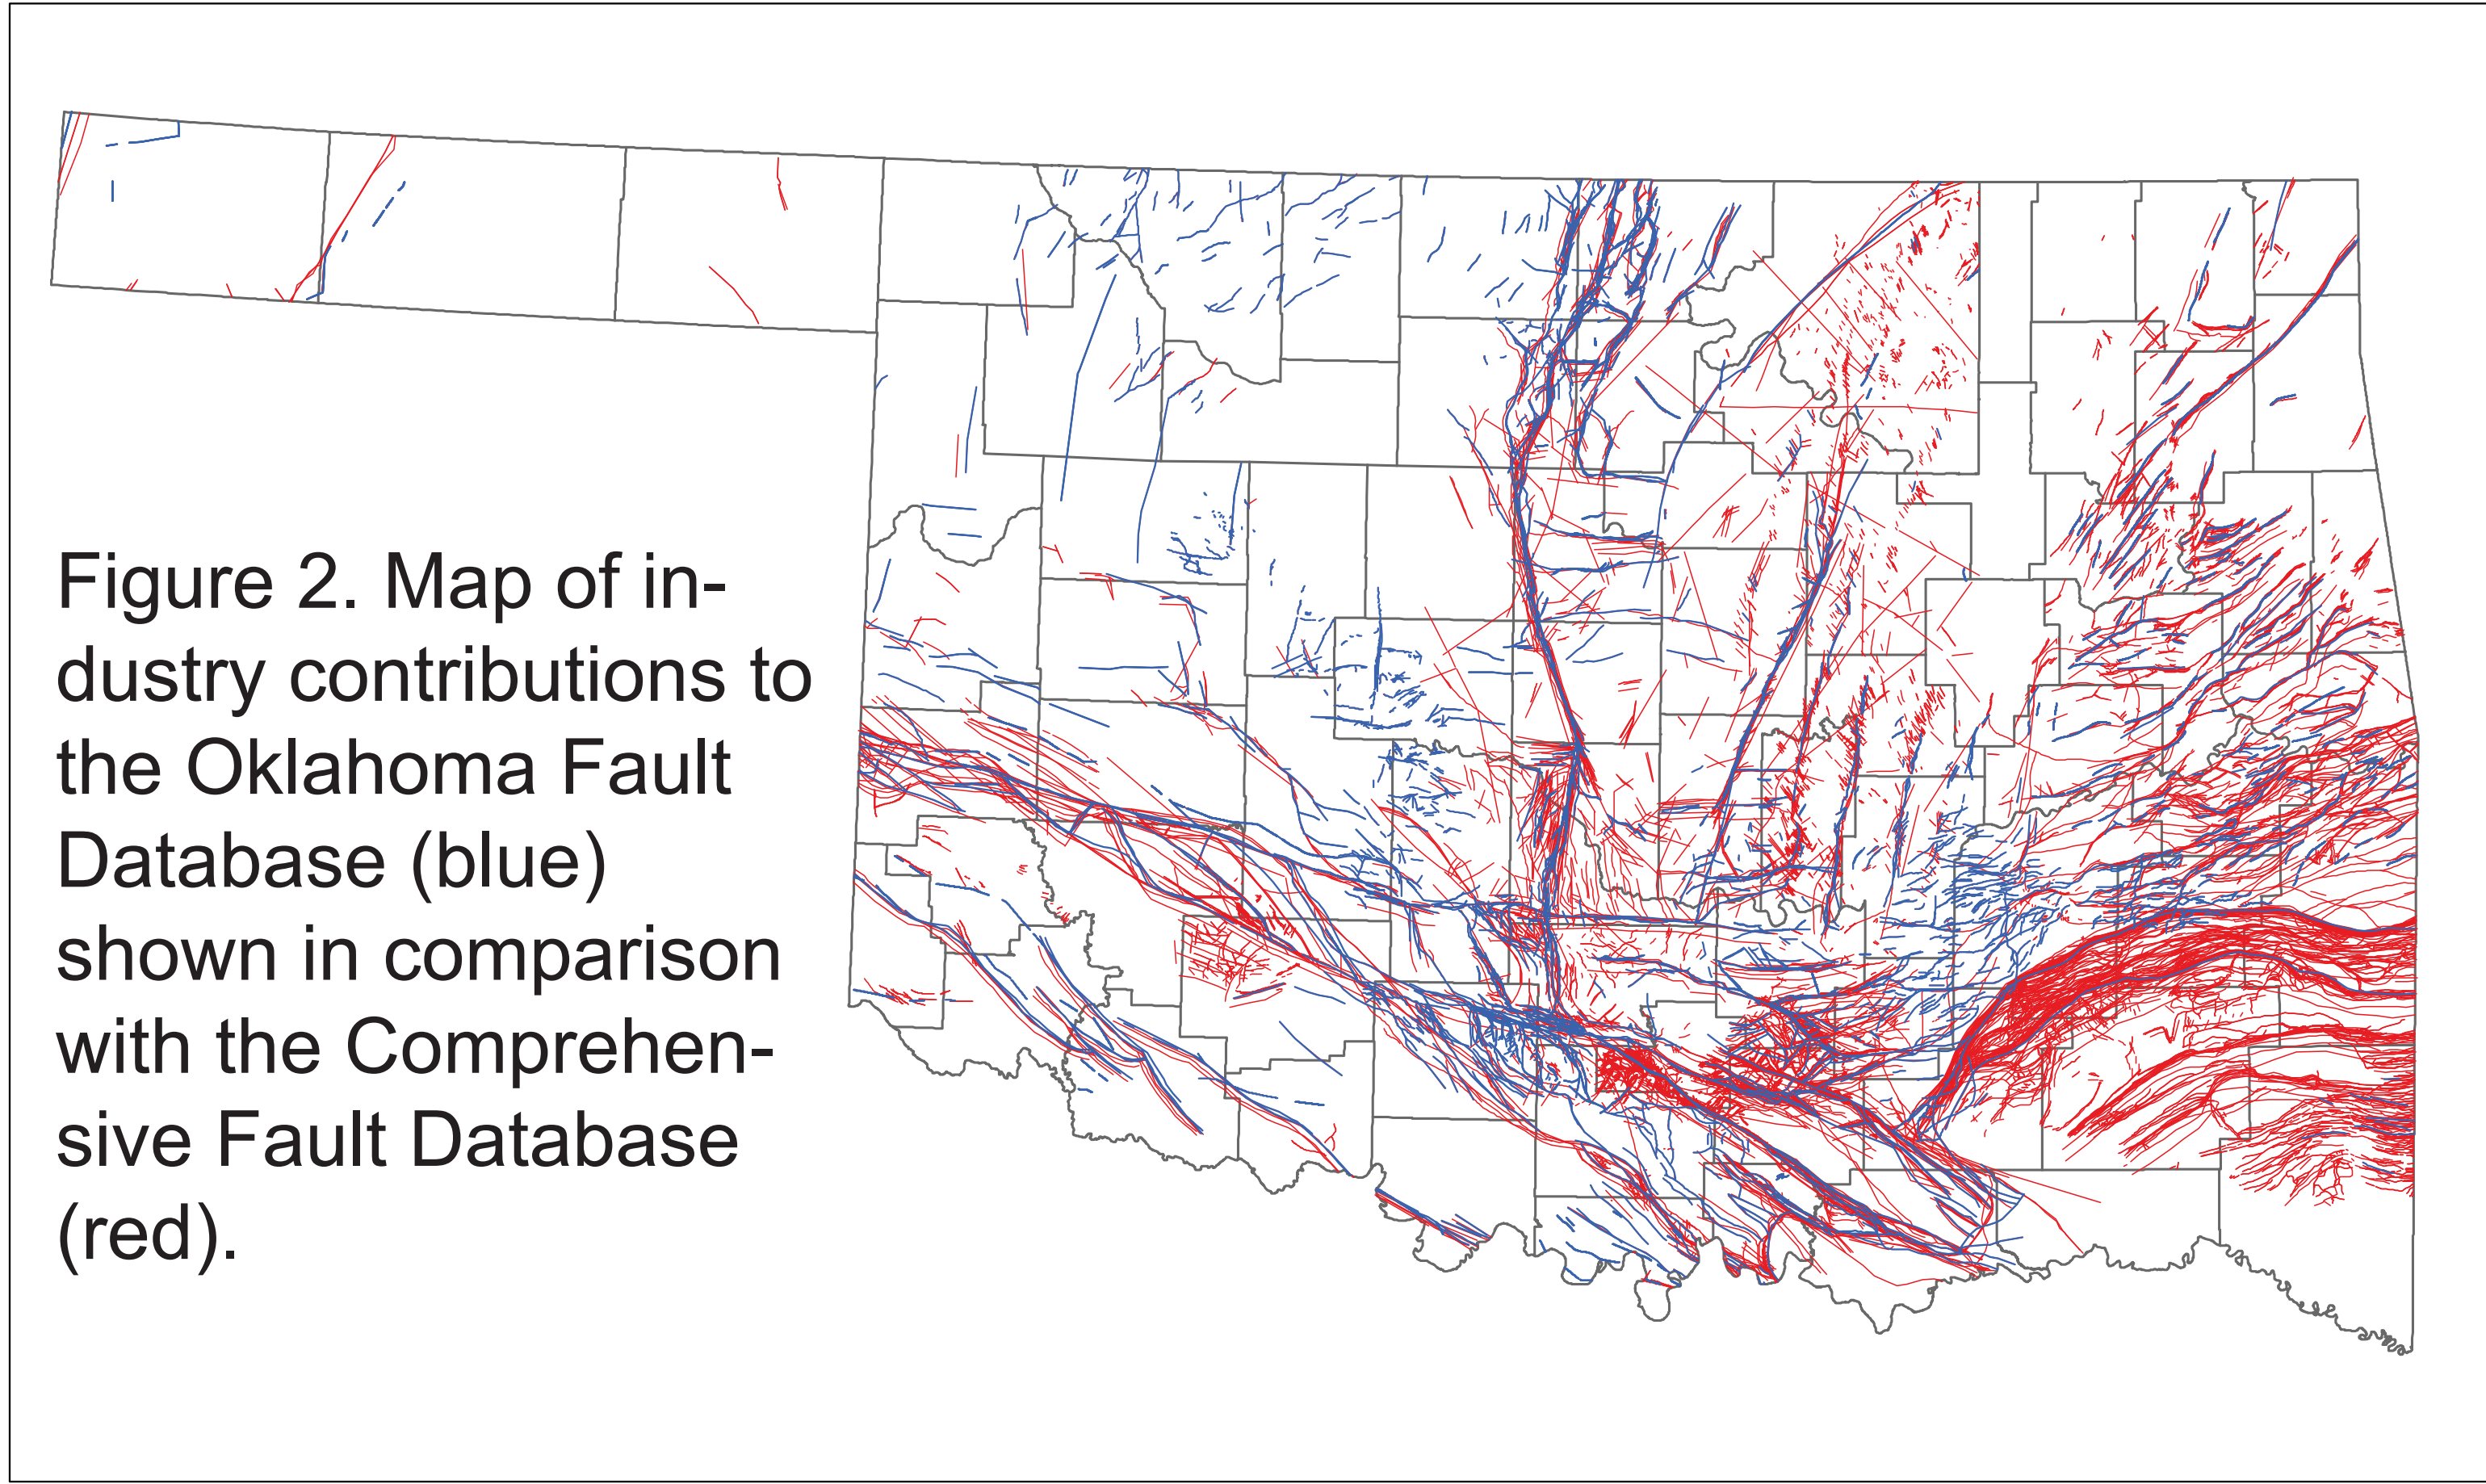 Figure 2. Map of in-
dustry contributions to
the Oklahoma Fault
Database (blue)
shown in comparison
with the Comprehen-
sive Fault Database
(red).